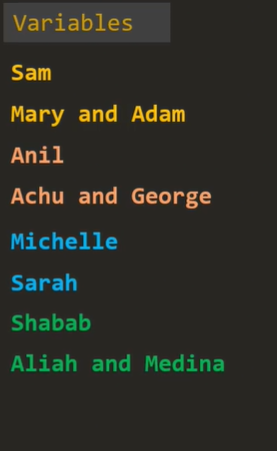 Variables
Sam
Mary and Adam
Anil
Achu and George
Michelle
Sarah
Shabab
Aliah and Medina